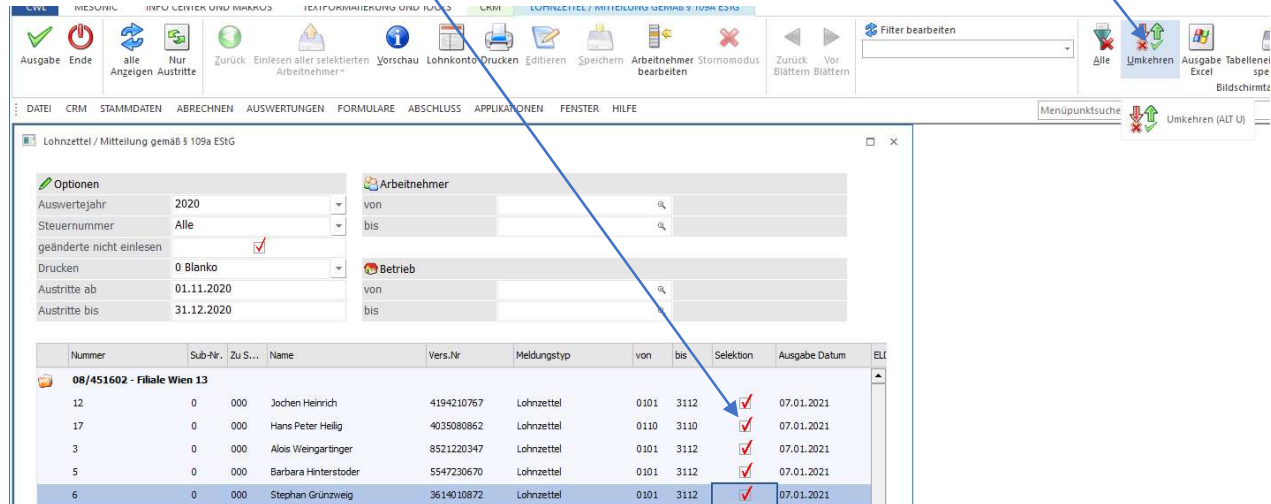 CWL MESONIC INFO CENTER UND MAKROS TEXTFORMATIERUNG UND TOOLS CRM LOHNZETTEL / MITTEILUNG GEMÄß § 109A ESTG
Ausgabe Ende alle Anzeigen Nur Austritte Zurück Einlesen aller selektierten Arbeitnehmer Vorschau Lohnkonto Drucken Editieren Speichern Arbeitnehmer bearbeiten Stornomodus Zurück Blättern Vor Blättern Filter bearbeiten Alle Umkehren Ausgabe Excel
DATEI CRM STAMMDATEN ABRECHNEN AUSWERTUNGEN FORMULARE ABSCHLUSS APPLIKATIONEN FENSTER HILFE Menüpunktsuche Umkehren (ALT U)
Lohnzettel / Mitteilung gemäß § 109a EStG
Optionen Arbeitnehmer
Auswertejahr 2020 von
Steuernummer Alle bis
geänderte nicht einlesen
Drucken 0 Blanko Betrieb
Austritte ab 01.11.2020 von
Austritte bis 31.12.2020 bis
Nummer Sub-Nr. Zu S... Name Vers.Nr Meldungstyp von bis Selektion Ausgabe Datum
08/451602 - Filiale Wien 13
12 0 000 Jochen Heinrich 4194210767 Lohnzettel 0101 3112 07.01.2021
17 0 000 Hans Peter Heilig 4035080862 Lohnzettel 0110 3110 07.01.2021
3 0 000 Alois Weingartinger 8521220347 Lohnzettel 0101 3112 07.01.2021
5 0 000 Barbara Hinterstoder 5547230670 Lohnzettel 0101 3112 07.01.2021
6 0 000 Stephan Grünzweig 3614010872 Lohnzettel 0101 3112 07.01.2021